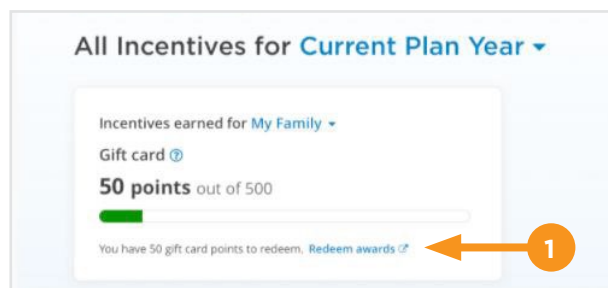 All Incentives for Current Plan Year
Incentives earned for My Family
Gift card ?
50 points out of 500
You have 50 gift card points to redeem. Redeem awards
1